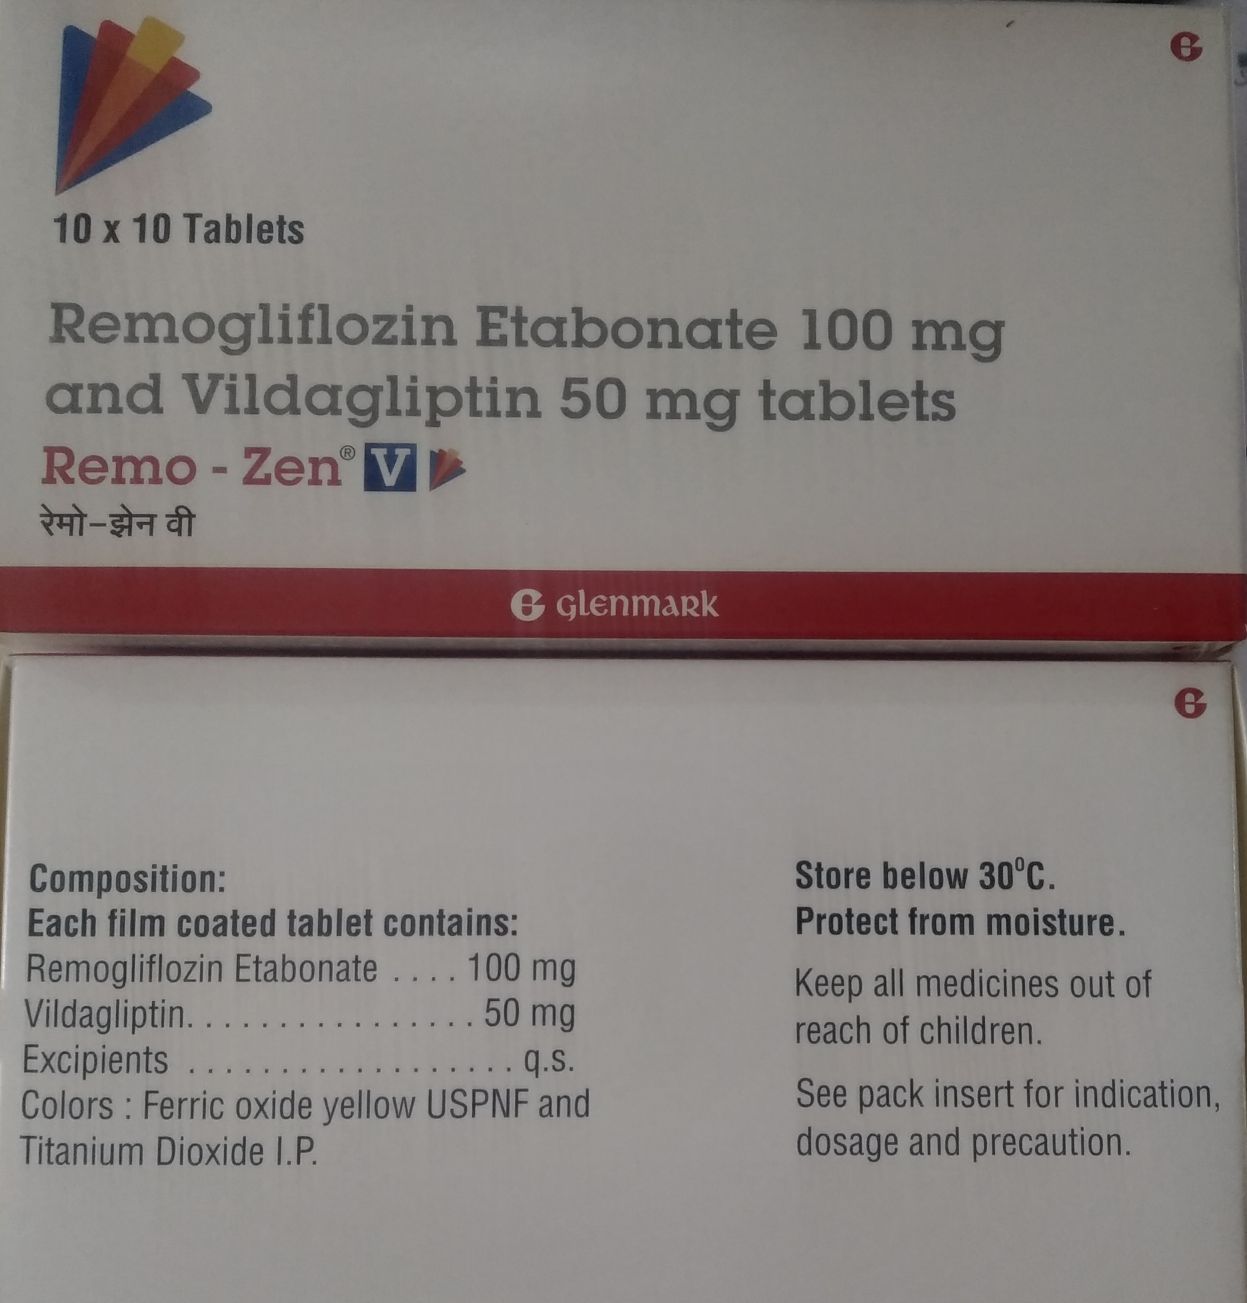 10 x 10 Tablets
Remogliflozin Etabonate 100 mg
and Vildagliptin 50 mg tablets
Remo - Zen® V
रेमो-झेन वी
G glenmark
Composition:
Each film coated tablet contains:
Remogliflozin Etabonate .... 100 mg
Vildagliptin................ 50 mg
Excipients .................. q.s.
Colors : Ferric oxide yellow USPNF and
Titanium Dioxide I.P.
Store below 30⁰C.
Protect from moisture.
Keep all medicines out of
reach of children.
See pack insert for indication,
dosage and precaution.